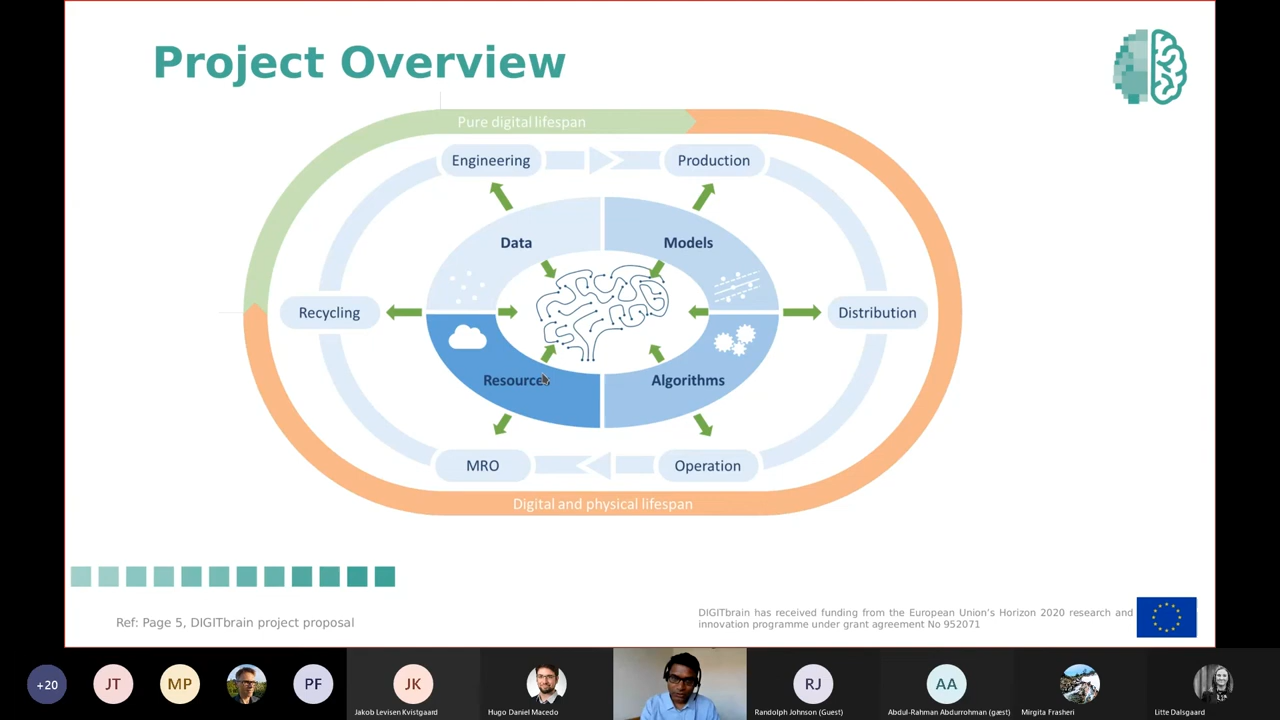 Project Overview
Pure digital lifespan
Engineering
Production
Data
Models
Recycling
Distribution
Resources
Algorithms
MRO
Operation
Digital and physical lifespan
Ref: Page 5, DIGITbrain project proposal
DIGITbrain has received funding from the European Union's Horizon 2020 research and
innovation programme under grant agreement No 952071
+20
JT
MP
PF
JK
RJ
AA
Jakob Levisen Kvistgaard
Hugo Daniel Macedo
Randolph Johnson (Guest)
Abdul-Rahman Abdurrohman (gæst)
Mirgita Frasheri
Litte Dalsgaard